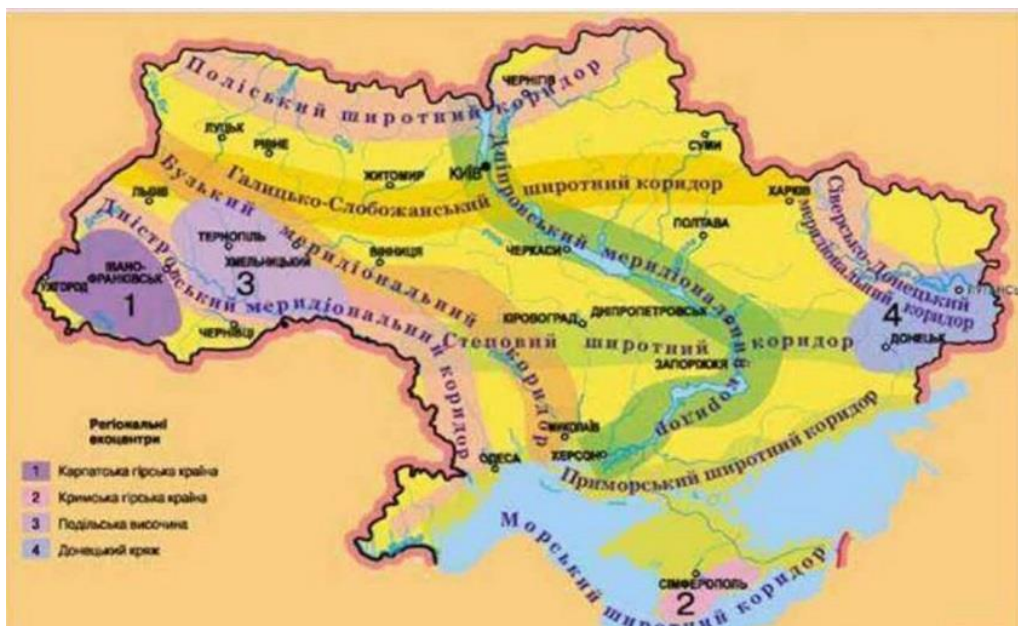 Поліський широтний коридор
ЧЕРНІГІВ
ЛУЦЬК
РІВНЕ
СУМИ
КИЇВ
ЖИТОМИР
Галицько-Слобожанський широтний коридор
ХАРКІВ
ЛЬВІВ
Бузький меридіональний коридор
Дніпровський меридіональний коридор
Сіверсько-Донецький меридіональний коридор
Дністровський меридіональний коридор
ТЕРНОПІЛЬ
ХМЕЛЬНИЦЬКИЙ
3
ВІННИЦЯ
ЧЕРКАСИ
ПОЛТАВА
ІВАНО-
ФРАНКІВСЬК
УЖГОРОД
1
ЧЕРНІВЦІ
КІРОВОГРАД
ДНІПРОПЕТРОВСЬК
4
ДОНЕЦЬК
Степовий широтний коридор
ЗАПОРІЖЖЯ
МИКОЛАЇВ
ХЕРСОН
ОДЕСА
Приморський широтний коридор
Морський широтний коридор
СІМФЕРОПОЛЬ
2
Регіональні
екоцентри
1 Карпатська гірська країна
2 Кримська гірська країна
3 Подільська височина
4 Донецький кряж